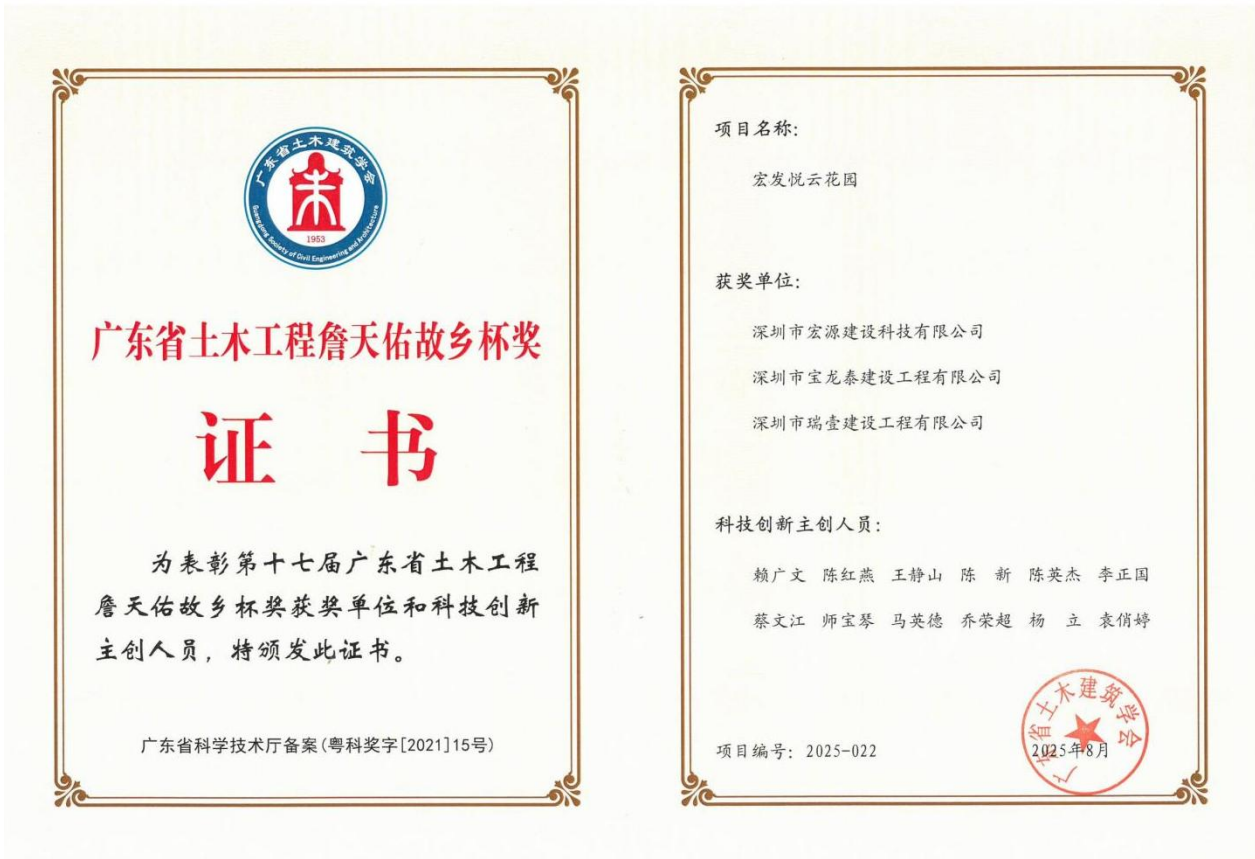 广东省土木建筑学会
1953
Guangdong Society of Civil Engineering and Architecture
广东省土木工程詹天佑故乡杯奖
证 书
为表彰第十七届广东省土木工程
詹天佑故乡杯奖获奖单位和科技创新
主创人员，特颁发此证书。
广东省科学技术厅备案(粤科奖字[2021]15号)
项目名称：
宏发悦云花园
获奖单位：
深圳市宏源建设科技有限公司
深圳市宝龙泰建设工程有限公司
深圳市瑞壹建设工程有限公司
科技创新主创人员：
赖广文 陈红燕 王静山 陈 新 陈英杰 李正国
蔡文江 师宝琴 马英德 乔荣超 杨 立 袁俏婷
广东省土木建筑学会
项目编号：2025-022
2025年8月